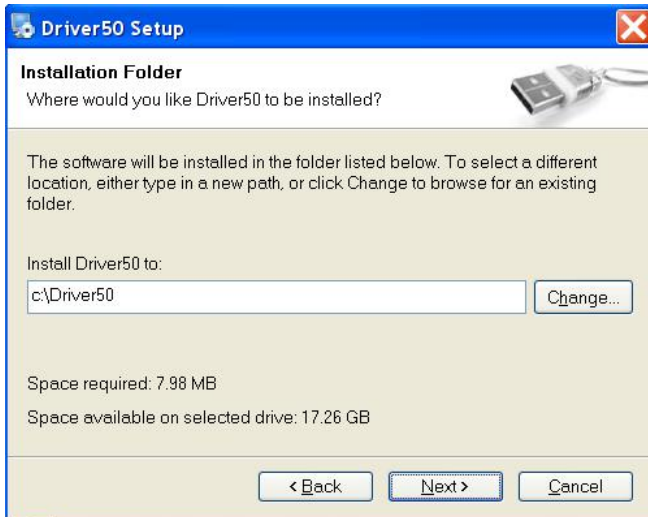 Driver50 Setup
Installation Folder
Where would you like Driver50 to be installed?
The software will be installed in the folder listed below. To select a different
location, either type in a new path, or click Change to browse for an existing
folder.
Install Driver50 to:
c:\Driver50
Change...
Space required: 7.98 MB
Space available on selected drive: 17.26 GB
< Back
Next >
Cancel